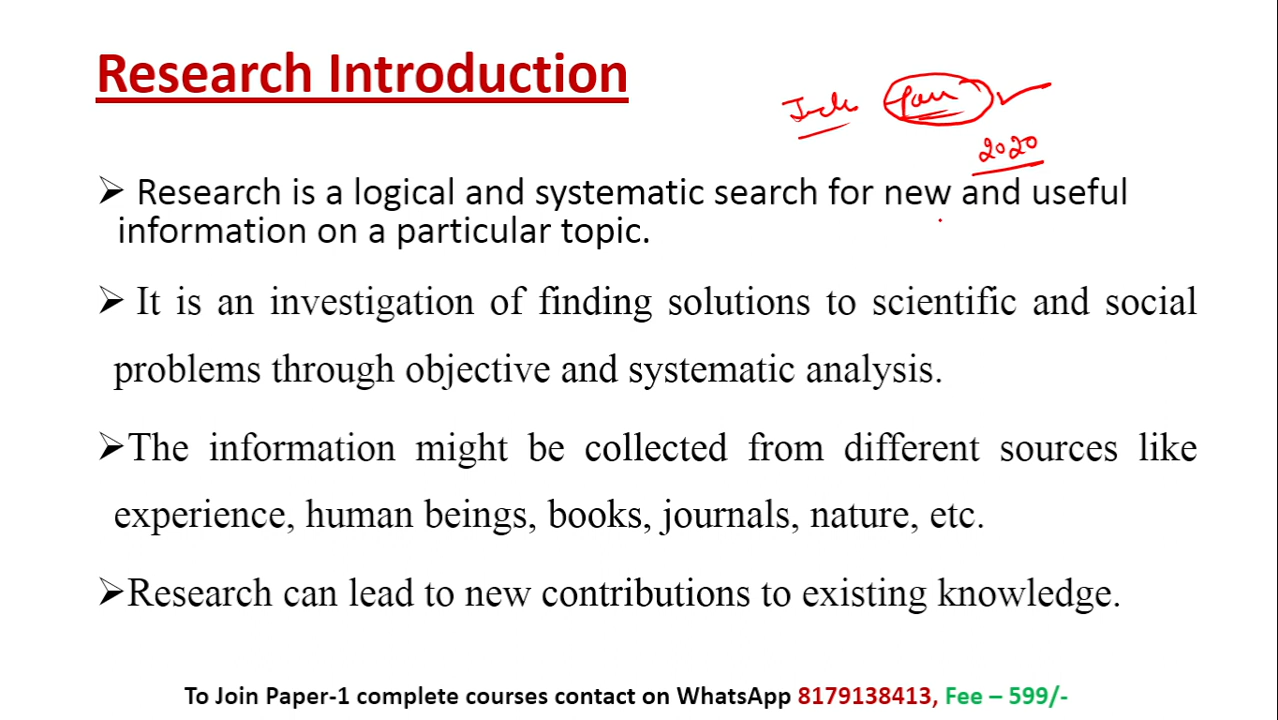 Research Introduction
2020
➢ Research is a logical and systematic search for new and useful
information on a particular topic.
➢ It is an investigation of finding solutions to scientific and social
problems through objective and systematic analysis.
➢The information might be collected from different sources like
experience, human beings, books, journals, nature, etc.
➢Research can lead to new contributions to existing knowledge.
To Join Paper-1 complete courses contact on WhatsApp 8179138413, Fee – 599/-